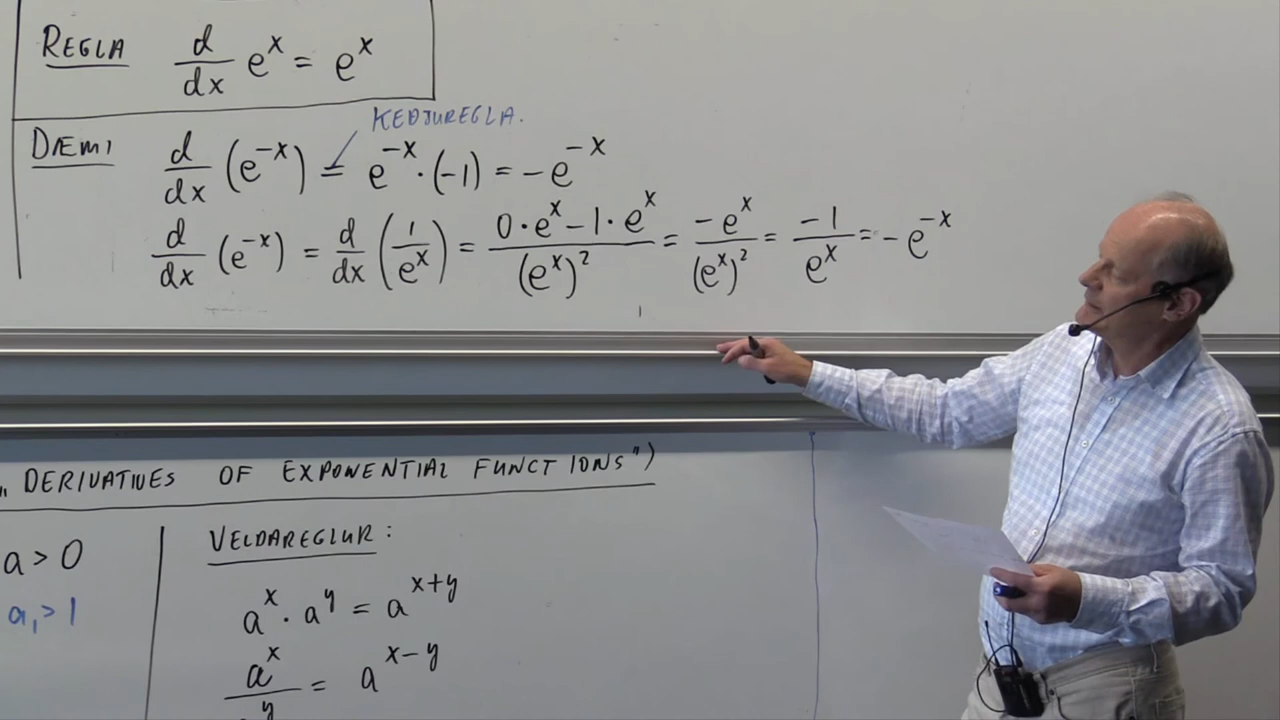 REGLA d/dx e^x = e^x
KEÐJUREGLA.
DÆMI d/dx (e^-x) = e^-x · (-1) = -e^-x
d/dx (e^-x) = d/dx (1/e^x) = (0·e^x - 1·e^x)/(e^x)^2 = -e^x/(e^x)^2 = -1/e^x = -e^-x
„DERIVATIVES OF EXPONENTIAL FUNCTIONS")
VELDAREGLUR:
a > 0
a^x · a^y = a^x+y
a, > 1
a^x/a^y = a^x-y